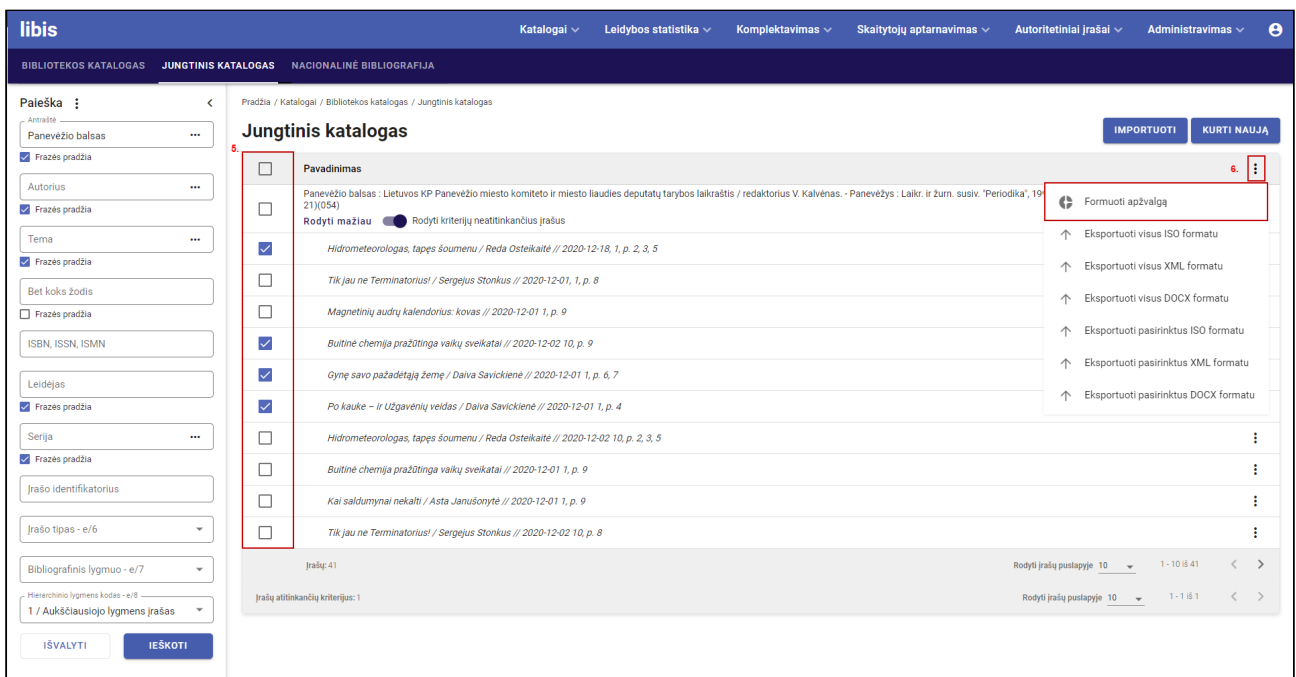 libis
Katalogai
Leidybos statistika
Komplektavimas
Skaitytojų aptarnavimas
Autoritetiniai įrašai
Administravimas
BIBLIOTEKOS KATALOGAS
JUNGTINIS KATALOGAS
NACIONALINĖ BIBLIOGRAFIJA
Paieška
Antraštė
Panevėžio balsas
Frazės pradžia
Autorius
Frazės pradžia
Tema
Frazės pradžia
Bet koks žodis
Frazės pradžia
ISBN, ISSN, ISMN
Leidėjas
Frazės pradžia
Serija
Frazės pradžia
Įrašo identifikatorius
Įrašo tipas - e/6
Bibliografinis lygmuo - e/7
Hierarchinio lygmens kodas - e/8
1 / Aukščiausiojo lygmens įrašas
IŠVALYTI
IEŠKOTI
Pradžia / Katalogai / Bibliotekos katalogas / Jungtinis katalogas
Jungtinis katalogas
IMPORTUOTI
KURTI NAUJĄ
5.
Pavadinimas
6.
Panevėžio balsas : Lietuvos KP Panevėžio miesto komiteto ir miesto liaudies deputatų tarybos laikraštis / redaktorius V. Kalvėnas. - Panevėžys : Laikr. ir žurn. susiv. "Periodika", 19
21)(054)
Rodyti mažiau
Rodyti kriterijų neatitinkančius įrašus
Hidrometeorologas, tapęs šoumenu / Reda Osteikaitė // 2020-12-18, 1, p. 2, 3, 5
Tik jau ne Terminatorius! / Sergejus Stonkus // 2020-12-01, 1, p. 8
Magnetinių audrų kalendorius: kovas // 2020-12-01 1, p. 9
Buitinė chemija pražūtinga vaikų sveikatai // 2020-12-02 10, p. 9
Gynę savo pažadėtąją žemę / Daiva Savickienė // 2020-12-01 1, p. 6, 7
Po kauke – ir Užgavėnių veidas / Daiva Savickienė // 2020-12-01 1, p. 4
Hidrometeorologas, tapęs šoumenu / Reda Osteikaitė // 2020-12-02 10, p. 2, 3, 5
Buitinė chemija pražūtinga vaikų sveikatai // 2020-12-01 1, p. 9
Kai saldumynai nekalti / Asta Janušonytė // 2020-12-01 1, p. 9
Tik jau ne Terminatorius! / Sergejus Stonkus // 2020-12-02 10, p. 8
Formuoti apžvalgą
Eksportuoti visus ISO formatu
Eksportuoti visus XML formatu
Eksportuoti visus DOCX formatu
Eksportuoti pasirinktus ISO formatu
Eksportuoti pasirinktus XML formatu
Eksportuoti pasirinktus DOCX formatu
Įrašų: 41
Rodyti įrašų puslapyje 10
1 - 10 iš 41
Įrašų atitinkančių kriterijus: 1
Rodyti įrašų puslapyje 10
1 - 1 iš 1